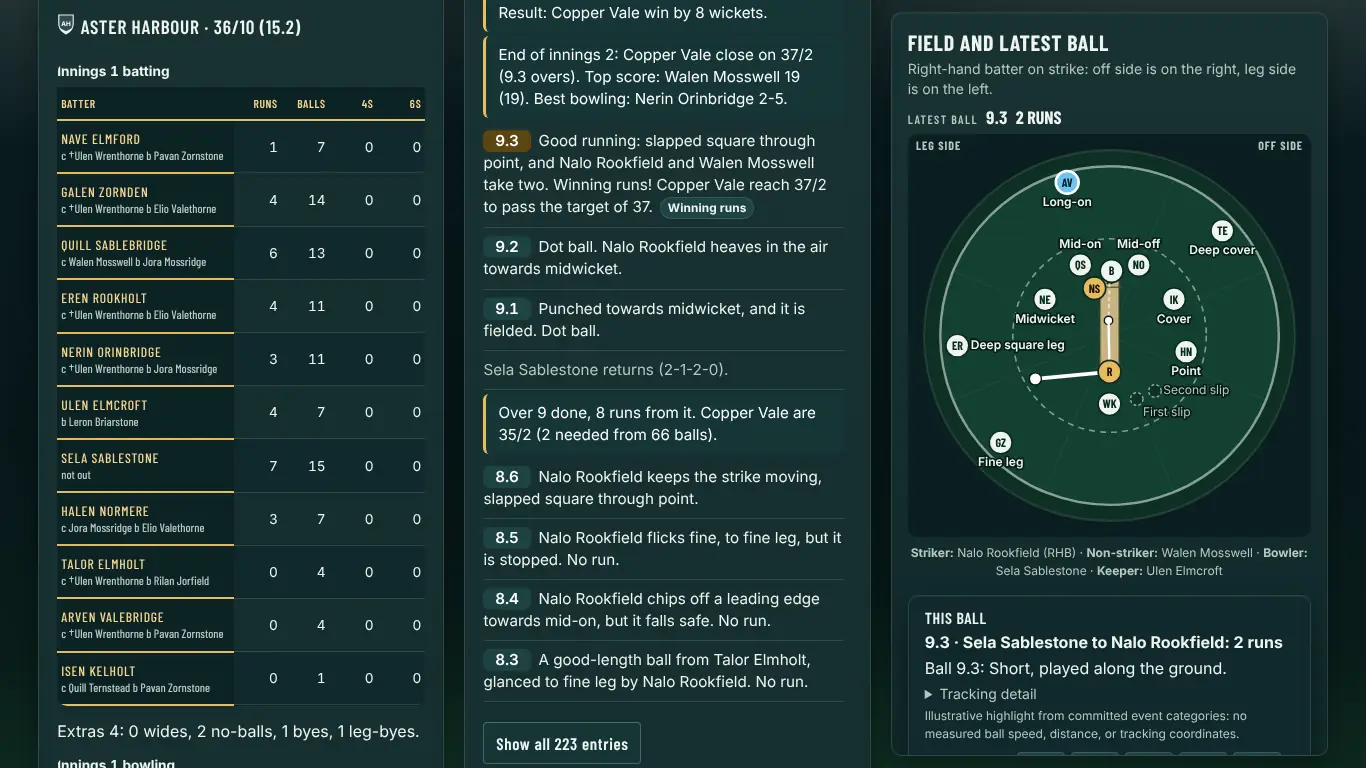 AH
ASTER HARBOUR · 36/10 (15.2)
Innings 1 batting
BATTER RUNS BALLS 4S 6S
NAVE ELMFORD 1 7 0 0
c †Ulen Wrenthorne b Pavan Zornstone
GALEN ZORNDEN 4 14 0 0
c †Ulen Wrenthorne b Elio Valethorne
QUILL SABLEBRIDGE 6 13 0 0
c Walen Mosswell b Jora Mossridge
EREN ROOKHOLT 4 11 0 0
c †Ulen Wrenthorne b Elio Valethorne
NERIN ORINBRIDGE 3 11 0 0
c †Ulen Wrenthorne b Jora Mossridge
ULEN ELMCROFT 4 7 0 0
b Leron Briarstone
SELA SABLESTONE 7 15 0 0
not out
HALEN NORMERE 3 7 0 0
c Jora Mossridge b Elio Valethorne
TALOR ELMHOLT 0 4 0 0
c †Ulen Wrenthorne b Rilan Jorfield
ARVEN VALEBRIDGE 0 4 0 0
c †Ulen Wrenthorne b Pavan Zornstone
ISEN KELHOLT 0 1 0 0
c Quill Ternstead b Pavan Zornstone
Extras 4: 0 wides, 2 no-balls, 1 byes, 1 leg-byes.
Innings 1 bowling
Result: Copper Vale win by 8 wickets.
End of innings 2: Copper Vale close on 37/2
(9.3 overs). Top score: Walen Mosswell 19
(19). Best bowling: Nerin Orinbridge 2-5.
9.3 Good running: slapped square through
point, and Nalo Rookfield and Walen Mosswell
take two. Winning runs! Copper Vale reach 37/2
to pass the target of 37. Winning runs
9.2 Dot ball. Nalo Rookfield heaves in the air
towards midwicket.
9.1 Punched towards midwicket, and it is
fielded. Dot ball.
Sela Sablestone returns (2-1-2-0).
Over 9 done, 8 runs from it. Copper Vale are
35/2 (2 needed from 66 balls).
8.6 Nalo Rookfield keeps the strike moving,
slapped square through point.
8.5 Nalo Rookfield flicks fine, to fine leg, but it
is stopped. No run.
8.4 Nalo Rookfield chips off a leading edge
towards mid-on, but it falls safe. No run.
8.3 A good-length ball from Talor Elmholt,
glanced to fine leg by Nalo Rookfield. No run.
Show all 223 entries
FIELD AND LATEST BALL
Right-hand batter on strike: off side is on the right, leg side
is on the left.
LATEST BALL 9.3 2 RUNS
LEG SIDE OFF SIDE
AV
Long-on
TE
Deep cover
Mid-on Mid-off
QS B NO
NS
NE IK
Midwicket Cover
ER Deep square leg
HN
Point
R
Second slip
WK
First slip
GZ
Fine leg
Striker: Nalo Rookfield (RHB) · Non-striker: Walen Mosswell · Bowler:
Sela Sablestone · Keeper: Ulen Elmcroft
THIS BALL
9.3 · Sela Sablestone to Nalo Rookfield: 2 runs
Ball 9.3: Short, played along the ground.
▶ Tracking detail
Illustrative highlight from committed event categories: no
measured ball speed, distance, or tracking coordinates.